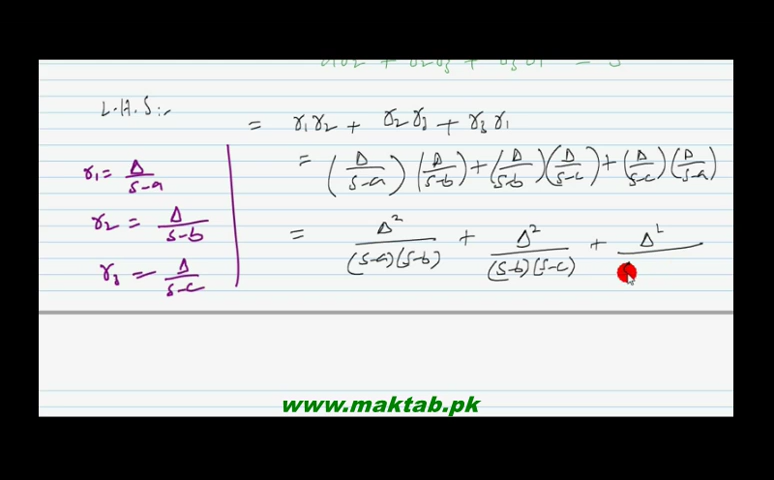 L.H.S:-
= r₁r₂ + r₂r₃ + r₃r₁
r₁ = Δ/(s-a)
= (Δ/(s-a)) (Δ/(s-b)) + (Δ/(s-b)) (Δ/(s-c)) + (Δ/(s-c)) (Δ/(s-a))
r₂ = Δ/(s-b)
= Δ²/((s-a)(s-b)) + Δ²/((s-b)(s-c)) + Δ²/
r₃ = Δ/(s-c)
www.maktab.pk